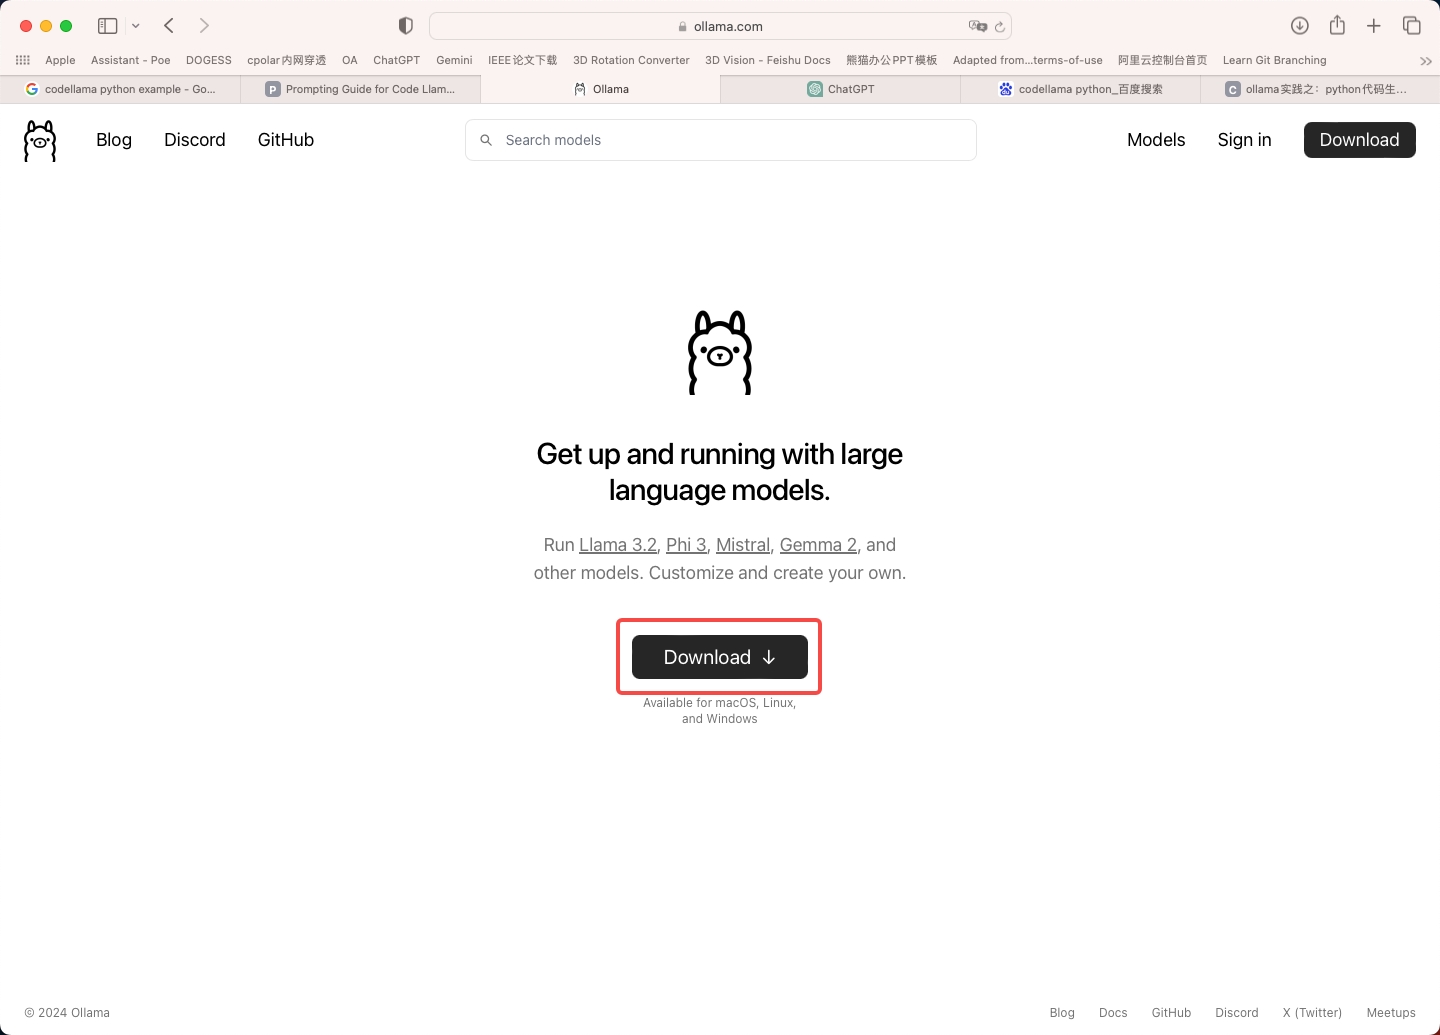 ollama.com
Apple Assistant - Poe DOGESS cpolar内网穿透 OA ChatGPT Gemini IEEE论文下载 3D Rotation Converter 3D Vision - Feishu Docs 熊猫办公PPT模板 Adapted from...terms-of-use 阿里云控制台首页 Learn Git Branching
codellama python example - Go... P Prompting Guide for Code Llam... Ollama ChatGPT codellama python_百度搜索 C ollama实践之：python代码生...
Blog Discord GitHub Search models Models Sign in Download
Get up and running with large
language models.
Run Llama 3.2, Phi 3, Mistral, Gemma 2, and
other models. Customize and create your own.
Download ↓
Available for macOS, Linux,
and Windows
© 2024 Ollama Blog Docs GitHub Discord X (Twitter) Meetups